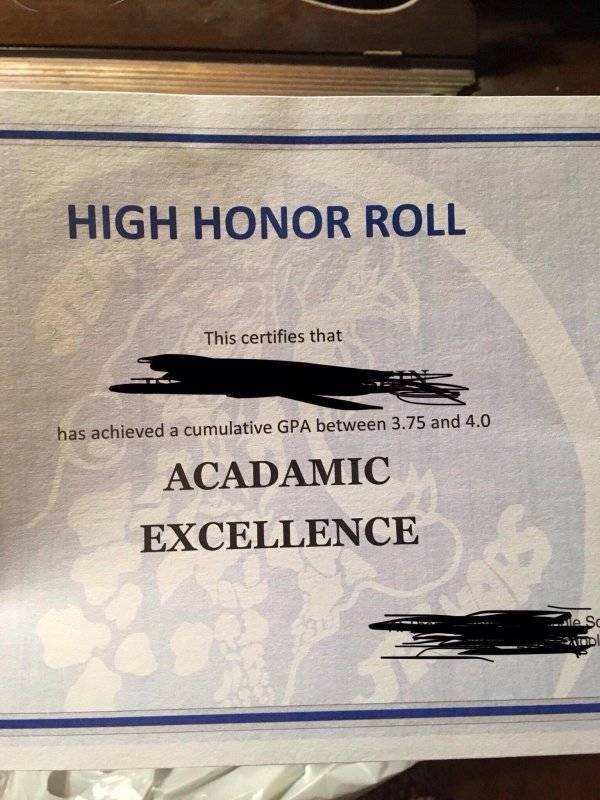 HIGH HONOR ROLL
This certifies that
has achieved a cumulative GPA between 3.75 and 4.0
ACADAMIC
EXCELLENCE